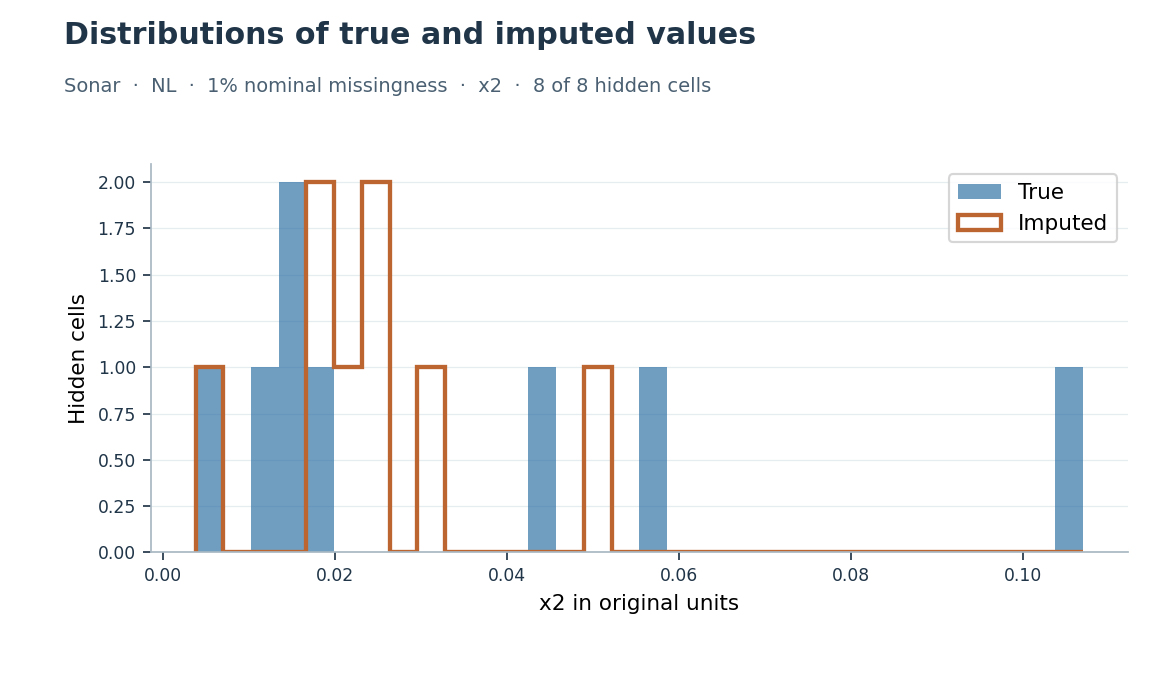 Distributions of true and imputed values
Sonar · NL · 1% nominal missingness · x2 · 8 of 8 hidden cells
True
Imputed
Hidden cells
2.00
1.75
1.50
1.25
1.00
0.75
0.50
0.25
0.00
0.00 0.02 0.04 0.06 0.08 0.10
x2 in original units